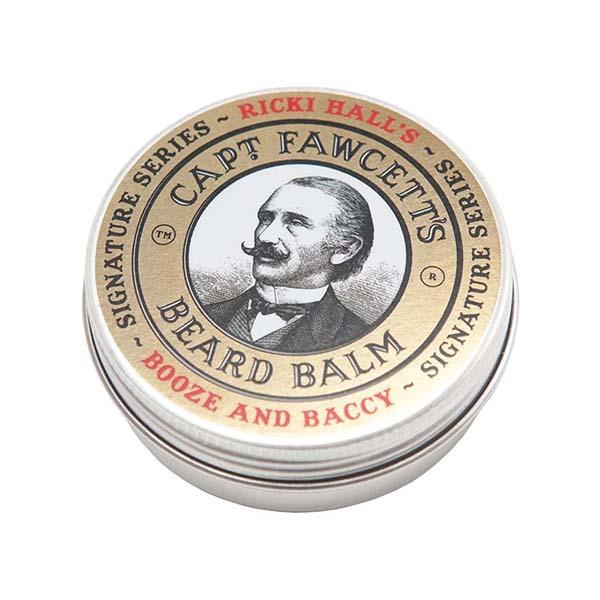 ~ RICKI HALL'S ~
SIGNATURE SERIES
CAPT. FAWCETT'S
TM
R
BEARD BALM
~ BOOZE AND BACCY ~
SIGNATURE SERIES